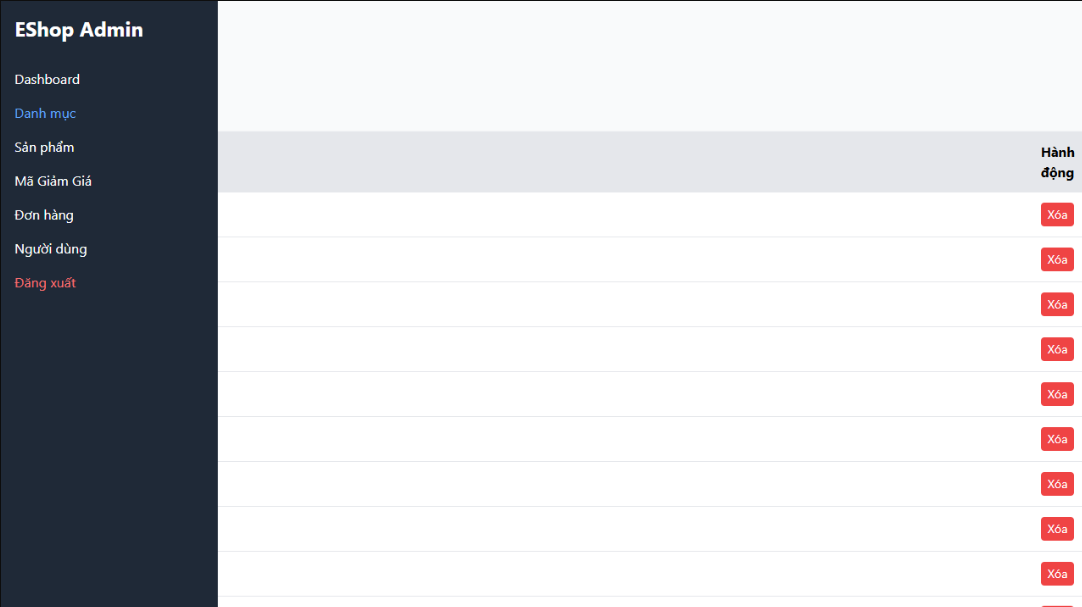 EShop Admin
Dashboard
Danh mục
Sản phẩm
Mã Giảm Giá
Đơn hàng
Người dùng
Đăng xuất
Hành
động
Xóa
Xóa
Xóa
Xóa
Xóa
Xóa
Xóa
Xóa
Xóa